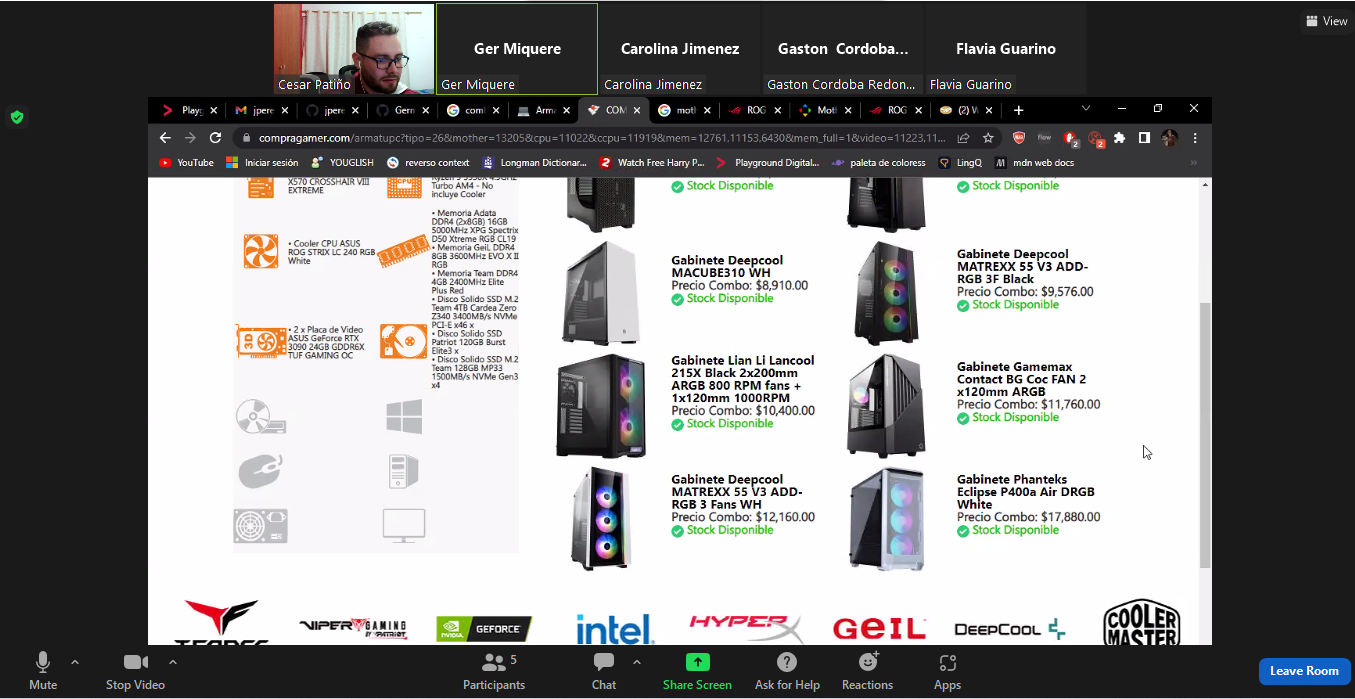 View
Ger Miquere
Carolina Jimenez
Gaston Cordoba...
Flavia Guarino
Cesar Patiño
Ger Miquere
Carolina Jimenez
Gaston Cordoba Redon...
Flavia Guarino
Play
jpere
jpere
Gern
coml
Arma
COM
moth
ROG
Moth
ROG
(2) W
compragamer.com/armatupc?tipo=26&mother=13205&cpu=11022&ccpu=11919&mem=12761.11153,6430&mem_full=1&video=11223.11...
YouTube
Iniciar sesión
YOUGLISH
reverso context
Longman Dictionar...
Watch Free Harry P...
Playground Digital...
paleta de coloress
LingQ
mdn web docs
X570 CROSSHAIR VIII
EXTREME
CPU
Turbo AM4 - No
incluye Cooler
• Cooler CPU ASUS
ROG STRIX LC 240 RGB
White
• Memoria Adata
DDR4 (2x8GB) 16GB
5000MHz XPG Spectrix
D50 Xtreme RGB CL19
• Memoria GeiL DDR4
8GB 3600MHz EVO X II
RGB
• Memoria Team DDR4
4GB 2400MHz Elite
Plus Red
3D
• 2 x Placa de Video
ASUS GeForce RTX
3090 24GB GDDR6X
TUF GAMING OC
• Disco Solido SSD M.2
Team 4TB Cardea Zero
Z340 3400MB/s NVMe
PCI-E x46 x
• Disco Solido SSD
Patriot 120GB Burst
Elite3 x
• Disco Solido SSD M.2
Team 128GB MP33
1500MB/s NVMe Gen3
x4
Stock Disponible
Stock Disponible
Gabinete Deepcool
MACUBE310 WH
Precio Combo: $8,910.00
Stock Disponible
Gabinete Deepcool
MATREXX 55 V3 ADD-
RGB 3F Black
Precio Combo: $9,576.00
Stock Disponible
Gabinete Lian Li Lancool
215X Black 2x200mm
ARGB 800 RPM fans +
1x120mm 1000RPM
Precio Combo: $10,400.00
Stock Disponible
Gabinete Gamemax
Contact BG Coc FAN 2
x120mm ARGB
Precio Combo: $11,760.00
Stock Disponible
Gabinete Deepcool
MATREXX 55 V3 ADD-
RGB 3 Fans WH
Precio Combo: $12,160.00
Stock Disponible
Gabinete Phanteks
Eclipse P400a Air DRGB
White
Precio Combo: $17,880.00
Stock Disponible
VIPER GAMING
BY PATRIOT
NVIDIA
GEFORCE
intel
HYPERX
GEIL
DEEPCOOL
COOLER
MASTER
Mute
Stop Video
5
Participants
Chat
Share Screen
Ask for Help
Reactions
Apps
Leave Room